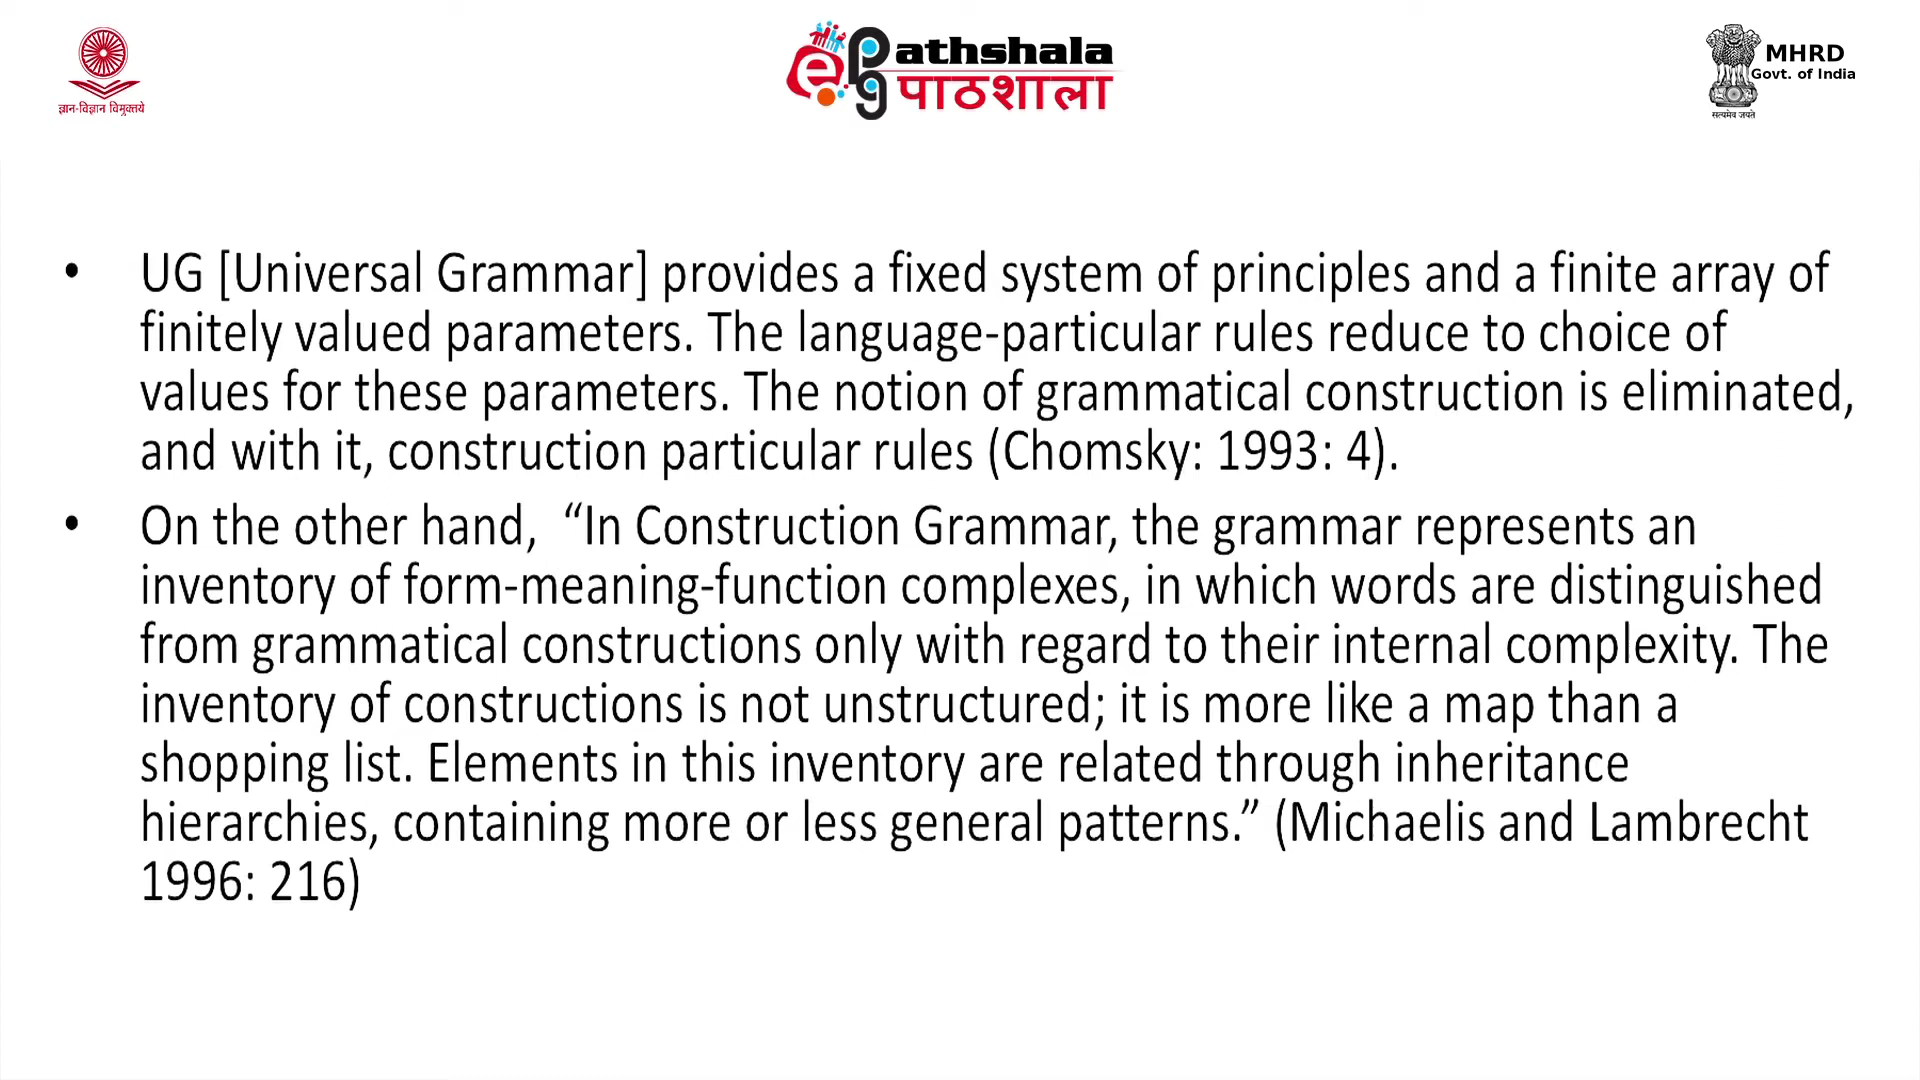 ज्ञान-विज्ञान विमुक्तये
ePG Pathshala
पाठशाला
MHRD
Govt. of India
सत्यमेव जयते
• UG [Universal Grammar] provides a fixed system of principles and a finite array of
finitely valued parameters. The language-particular rules reduce to choice of
values for these parameters. The notion of grammatical construction is eliminated,
and with it, construction particular rules (Chomsky: 1993: 4).
• On the other hand,  “In Construction Grammar, the grammar represents an
inventory of form-meaning-function complexes, in which words are distinguished
from grammatical constructions only with regard to their internal complexity. The
inventory of constructions is not unstructured; it is more like a map than a
shopping list. Elements in this inventory are related through inheritance
hierarchies, containing more or less general patterns.” (Michaelis and Lambrecht
1996: 216)